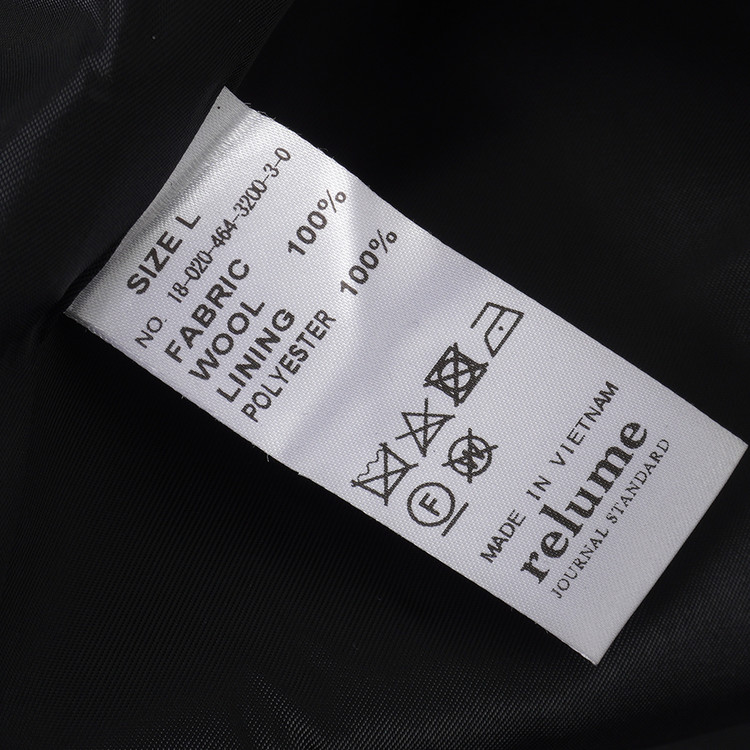 SIZE L
NO. 18-020-464-3200-3-0
FABRIC
WOOL 100%
LINING
POLYESTER 100%
F W
MADE IN VIETNAM
relume
JOURNAL STANDARD